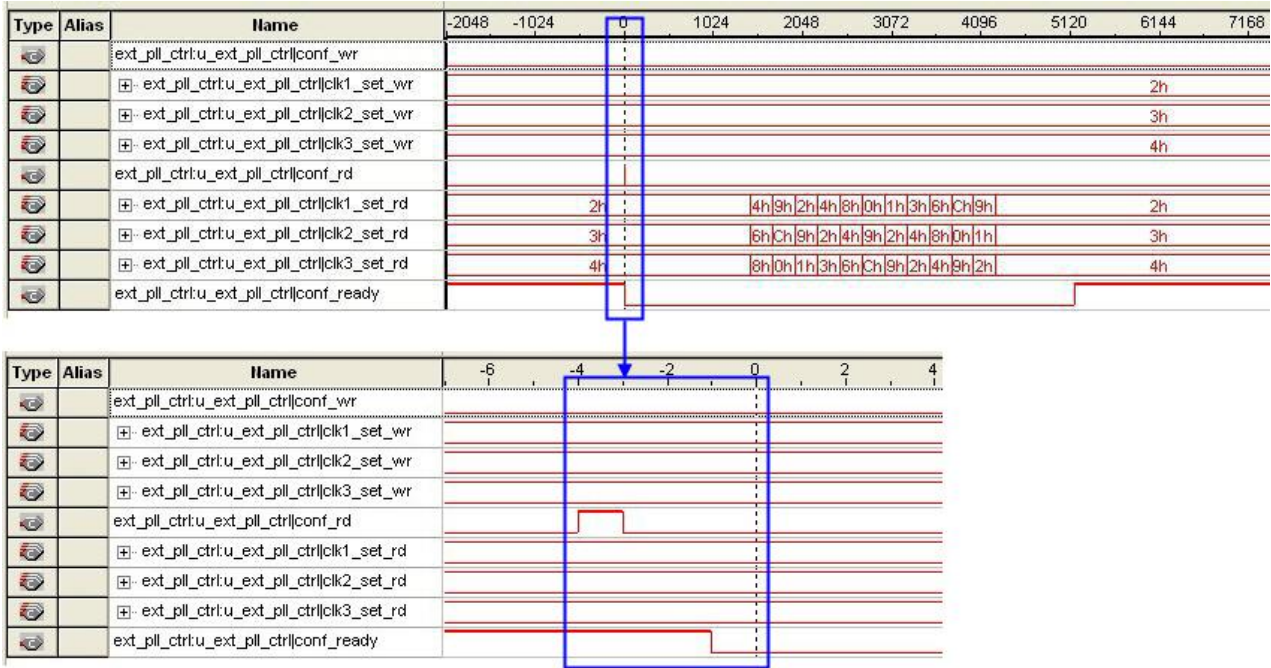 Type Alias Name -2048 -1024 0 1024 2048 3072 4096 5120 6144 7168
ext_pll_ctrl:u_ext_pll_ctrl|conf_wr
ext_pll_ctrl:u_ext_pll_ctrl|clk1_set_wr 2h
ext_pll_ctrl:u_ext_pll_ctrl|clk2_set_wr 3h
ext_pll_ctrl:u_ext_pll_ctrl|clk3_set_wr 4h
ext_pll_ctrl:u_ext_pll_ctrl|conf_rd
ext_pll_ctrl:u_ext_pll_ctrl|clk1_set_rd 2h 4h 9h 2h 4h 8h 0h 1h 3h 6h Ch 9h 2h
ext_pll_ctrl:u_ext_pll_ctrl|clk2_set_rd 3h 6h Ch 9h 2h 4h 9h 2h 4h 8h 0h 1h 3h
ext_pll_ctrl:u_ext_pll_ctrl|clk3_set_rd 4h 8h 0h 1h 3h 6h Ch 9h 2h 4h 9h 2h 4h
ext_pll_ctrl:u_ext_pll_ctrl|conf_ready
Type Alias Name -6 -4 -2 0 2 4
ext_pll_ctrl:u_ext_pll_ctrl|conf_wr
ext_pll_ctrl:u_ext_pll_ctrl|clk1_set_wr
ext_pll_ctrl:u_ext_pll_ctrl|clk2_set_wr
ext_pll_ctrl:u_ext_pll_ctrl|clk3_set_wr
ext_pll_ctrl:u_ext_pll_ctrl|conf_rd
ext_pll_ctrl:u_ext_pll_ctrl|clk1_set_rd
ext_pll_ctrl:u_ext_pll_ctrl|clk2_set_rd
ext_pll_ctrl:u_ext_pll_ctrl|clk3_set_rd
ext_pll_ctrl:u_ext_pll_ctrl|conf_ready